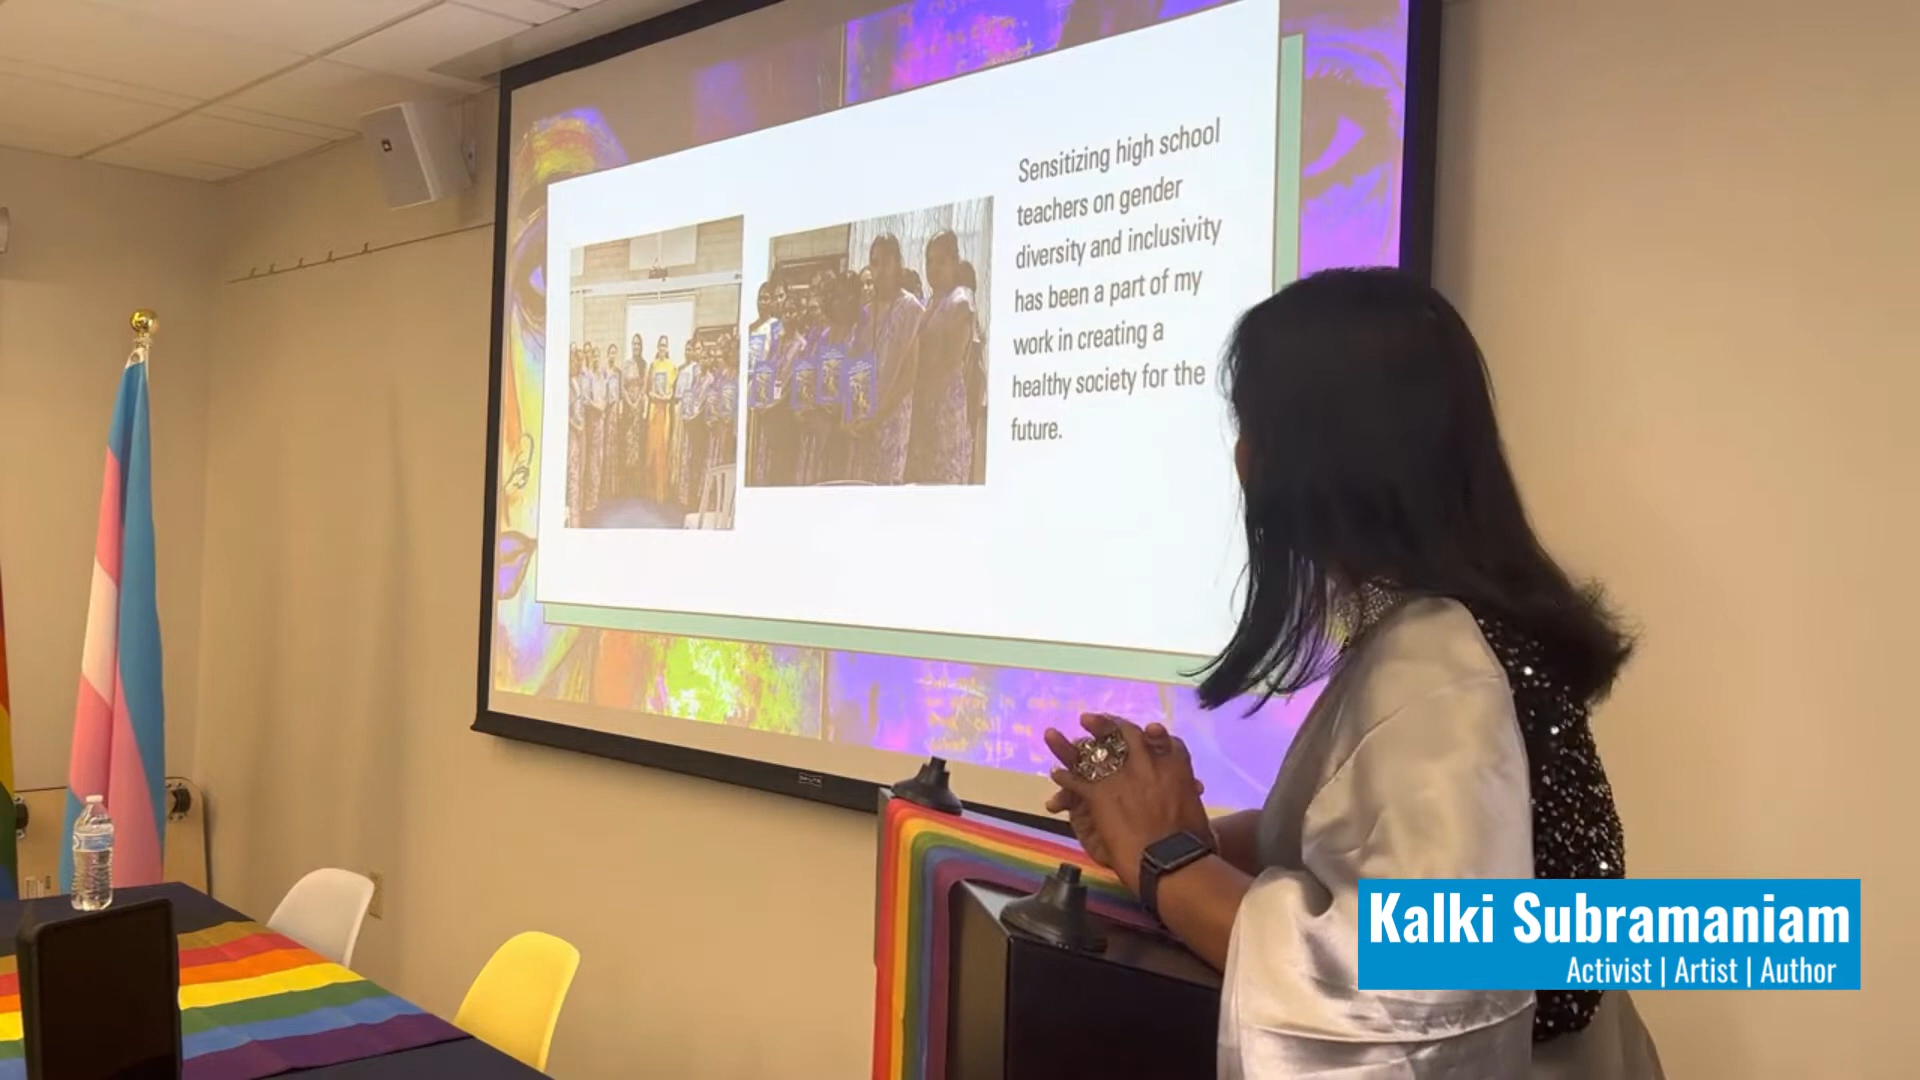 Sensitizing high school
teachers on gender
diversity and inclusivity
has been a part of my
work in creating a
healthy society for the
future.
Kalki Subramaniam
Activist | Artist | Author